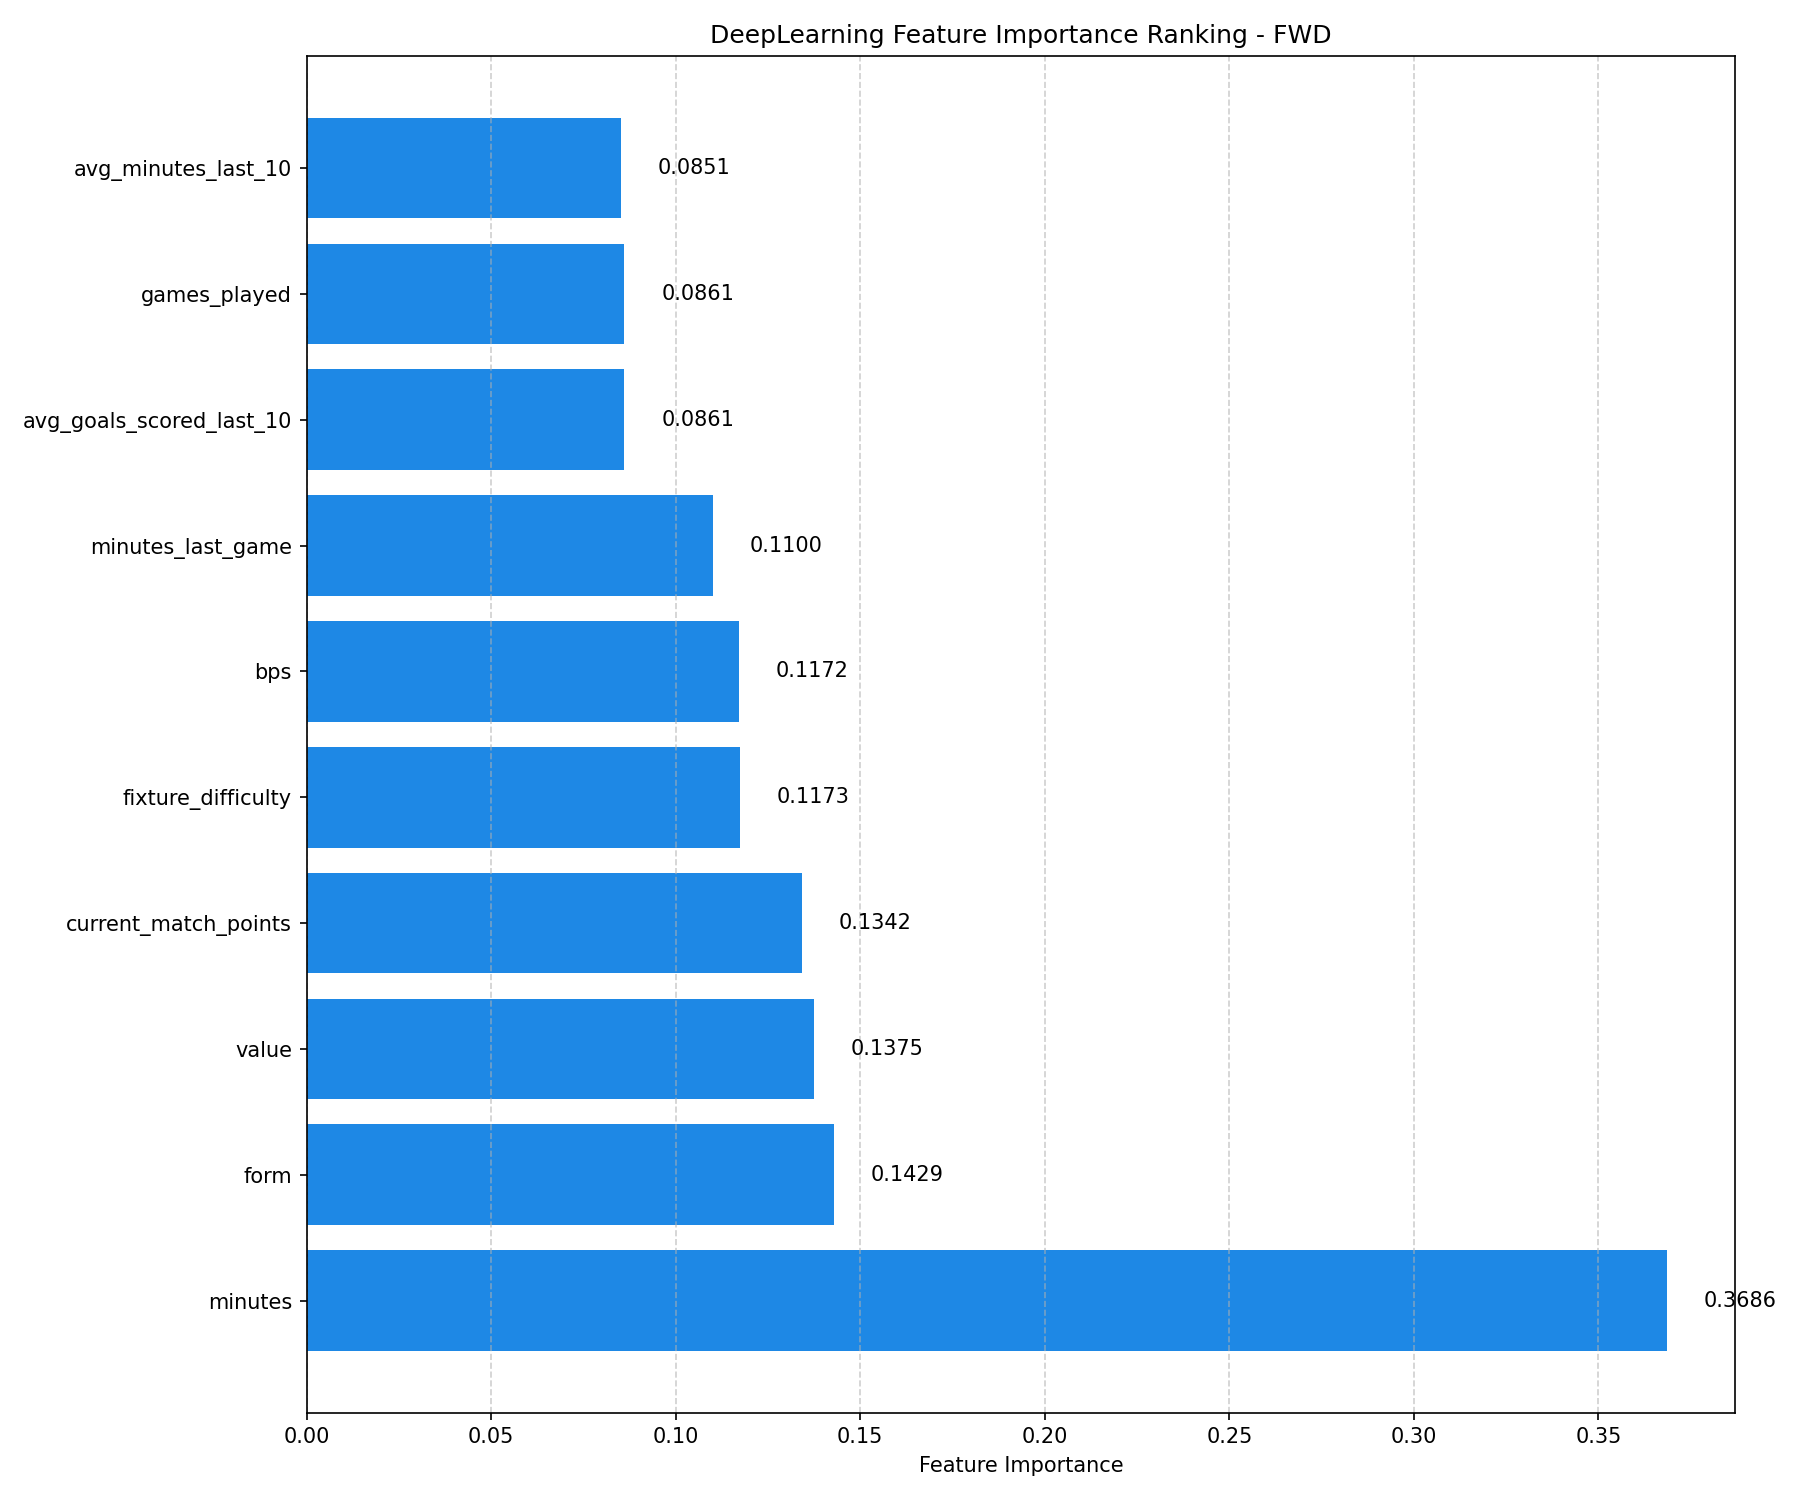 DeepLearning Feature Importance Ranking - FWD
avg_minutes_last_10 0.0851
games_played 0.0861
avg_goals_scored_last_10 0.0861
minutes_last_game 0.1100
bps 0.1172
fixture_difficulty 0.1173
current_match_points 0.1342
value 0.1375
form 0.1429
minutes 0.3686
0.00 0.05 0.10 0.15 0.20 0.25 0.30 0.35
Feature Importance